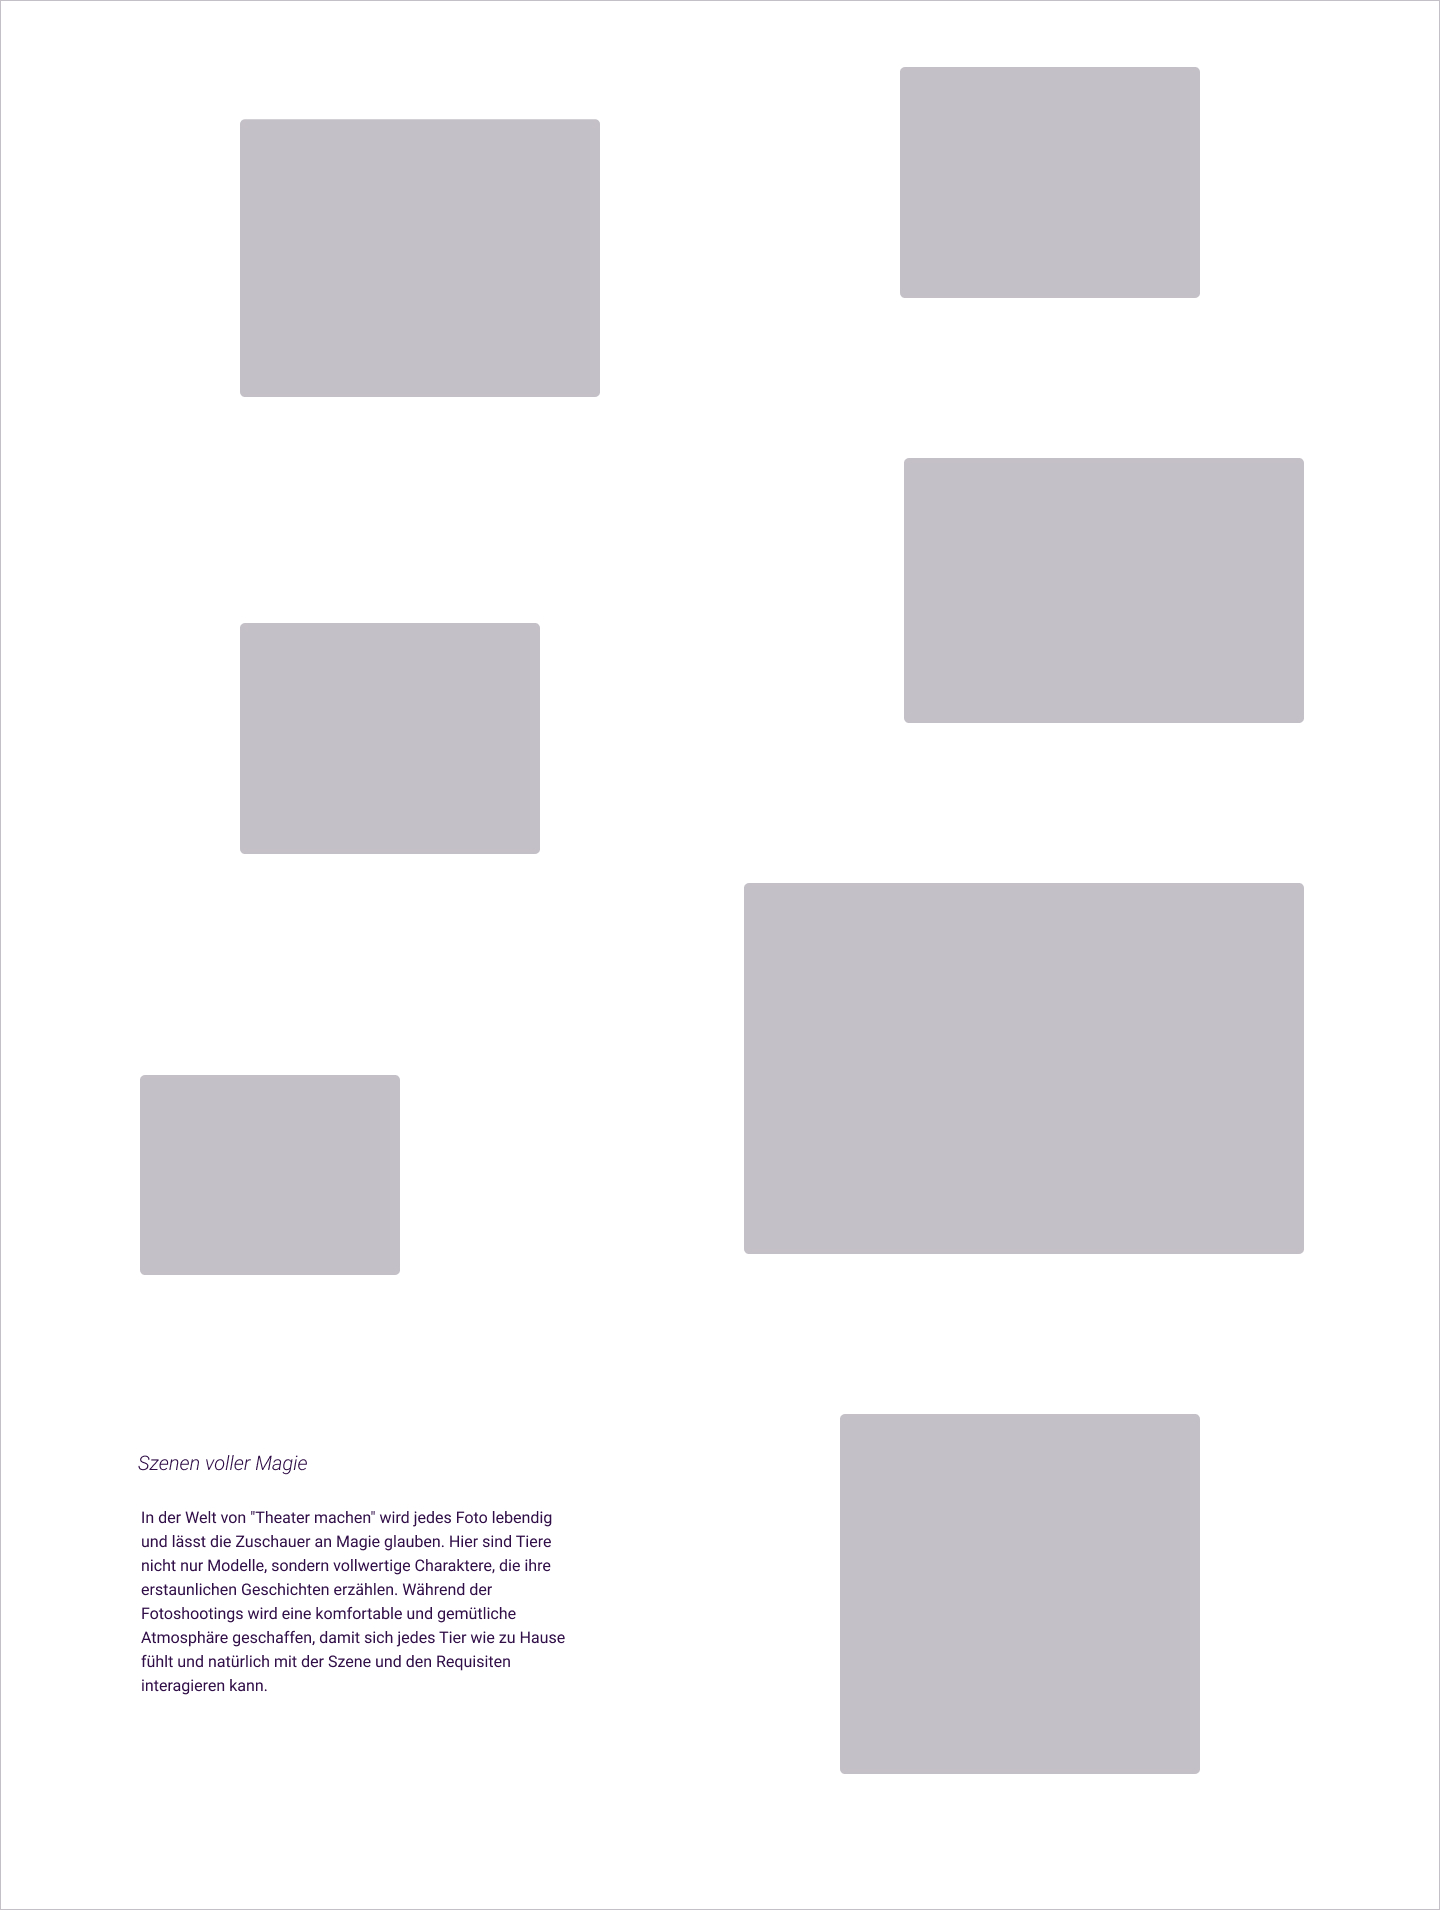 Szenen voller Magie
In der Welt von "Theater machen" wird jedes Foto lebendig
und lässt die Zuschauer an Magie glauben. Hier sind Tiere
nicht nur Modelle, sondern vollwertige Charaktere, die ihre
erstaunlichen Geschichten erzählen. Während der
Fotoshootings wird eine komfortable und gemütliche
Atmosphäre geschaffen, damit sich jedes Tier wie zu Hause
fühlt und natürlich mit der Szene und den Requisiten
interagieren kann.